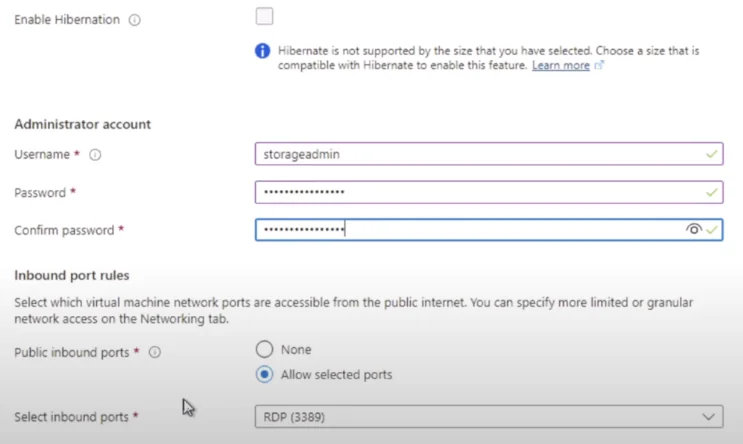 Enable Hibernation
Hibernate is not supported by the size that you have selected. Choose a size that is
compatible with Hibernate to enable this feature. Learn more
Administrator account
Username *
storageadmin
Password *
••••••••••••••••
Confirm password *
••••••••••••••••
Inbound port rules
Select which virtual machine network ports are accessible from the public internet. You can specify more limited or granular
network access on the Networking tab.
Public inbound ports *
None
Allow selected ports
Select inbound ports *
RDP (3389)